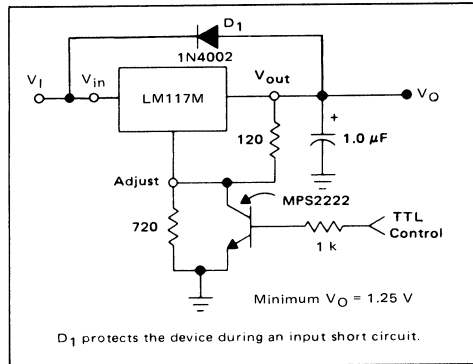 D1
1N4002
VI
Vin
LM117M
Vout
VO
120
+
1.0 μF
Adjust
MPS2222
720
1 k
TTL
Control
Minimum VO = 1.25 V
D1 protects the device during an input short circuit.